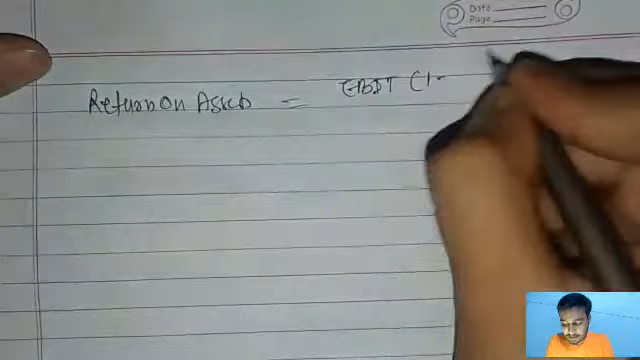 Date
Page
Return On Assets = EBIT (1-